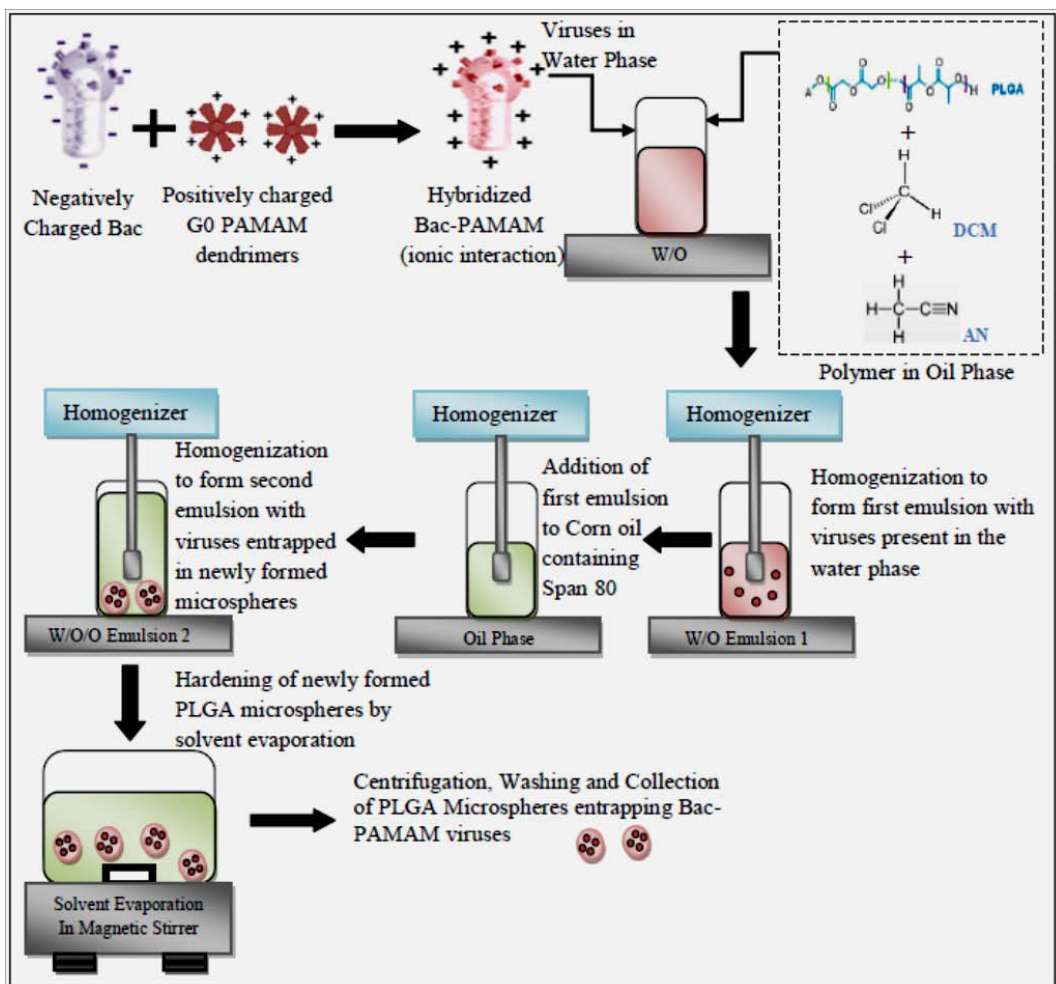 Negatively
Charged Bac
Positively charged
G0 PAMAM
dendrimers
Hybridized
Bac-PAMAM
(ionic interaction)
Viruses in
Water Phase
W/O
A
O
O
O
O
O
O
O
O
H
PLGA
+
H
C
H
Cl
Cl
DCM
+
H
H—C—C≡N
H
AN
Polymer in Oil Phase
Homogenizer
Homogenization to
form first emulsion with
viruses present in the
water phase
W/O Emulsion 1
Homogenizer
Addition of
first emulsion
to Corn oil
containing
Span 80
Oil Phase
Homogenizer
Homogenization
to form second
emulsion with
viruses entrapped
in newly formed
microspheres
W/O/O Emulsion 2
Hardening of newly formed
PLGA microspheres by
solvent evaporation
Solvent Evaporation
In Magnetic Stirrer
Centrifugation, Washing and Collection
of PLGA Microspheres entrapping Bac-
PAMAM viruses